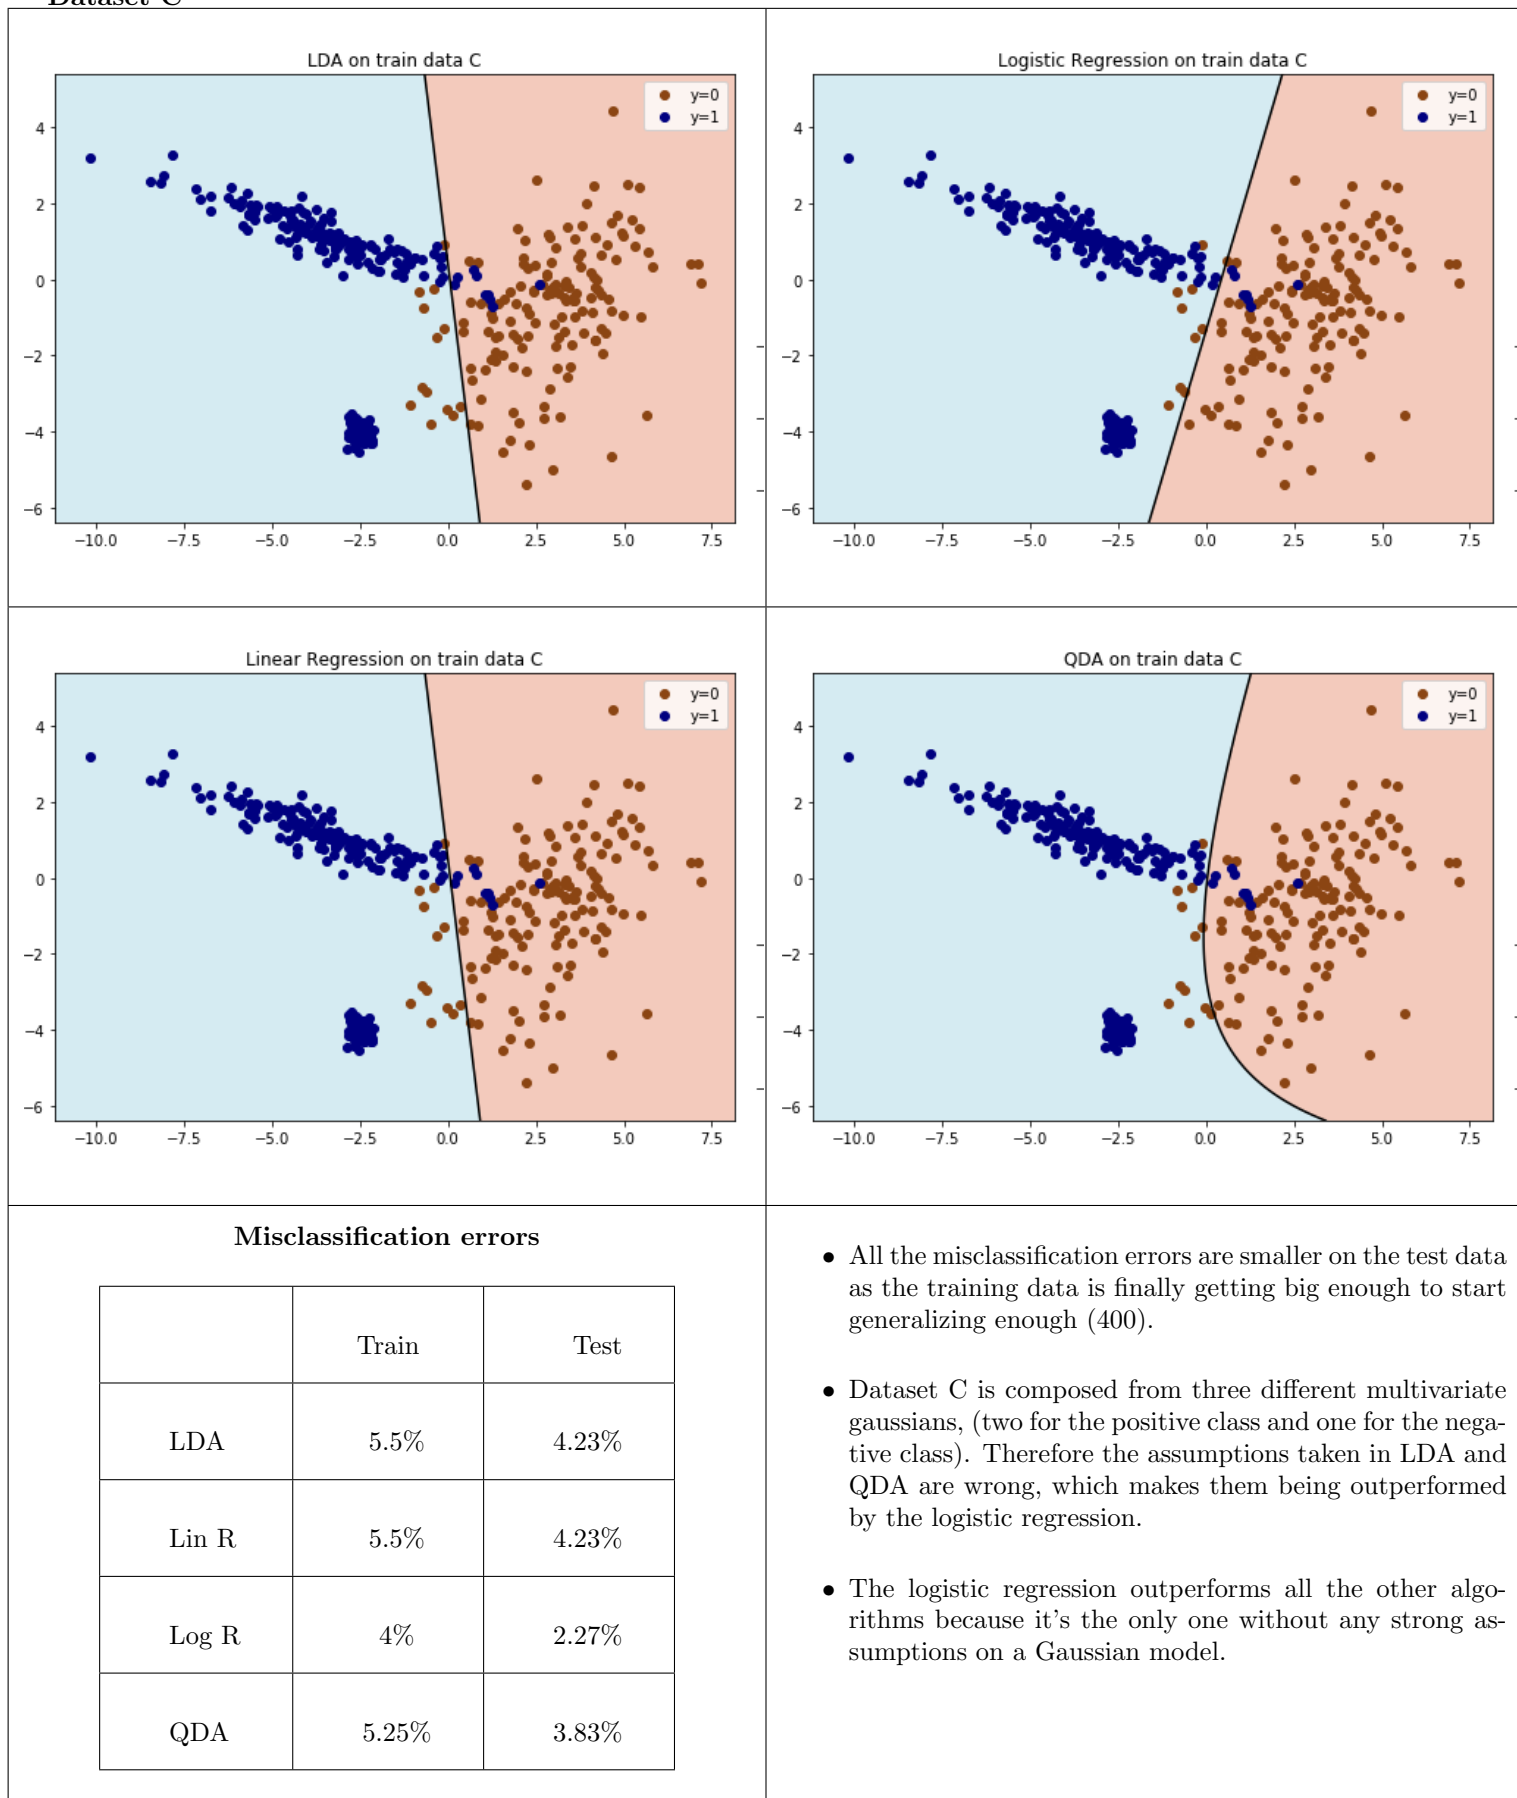 Dataset C
LDA on train data C
y=0
y=1
4
2
0
−2
−4
−6
−10.0 −7.5 −5.0 −2.5 0.0 2.5 5.0 7.5
Logistic Regression on train data C
y=0
y=1
4
2
0
−2
−4
−6
−10.0 −7.5 −5.0 −2.5 0.0 2.5 5.0 7.5
Linear Regression on train data C
y=0
y=1
4
2
0
−2
−4
−6
−10.0 −7.5 −5.0 −2.5 0.0 2.5 5.0 7.5
QDA on train data C
y=0
y=1
4
2
0
−2
−4
−6
−10.0 −7.5 −5.0 −2.5 0.0 2.5 5.0 7.5
Misclassification errors
Train Test
LDA 5.5% 4.23%
Lin R 5.5% 4.23%
Log R 4% 2.27%
QDA 5.25% 3.83%
• All the misclassification errors are smaller on the test data
as the training data is finally getting big enough to start
generalizing enough (400).
• Dataset C is composed from three different multivariate
gaussians, (two for the positive class and one for the nega-
tive class). Therefore the assumptions taken in LDA and
QDA are wrong, which makes them being outperformed
by the logistic regression.
• The logistic regression outperforms all the other algo-
rithms because it's the only one without any strong as-
sumptions on a Gaussian model.